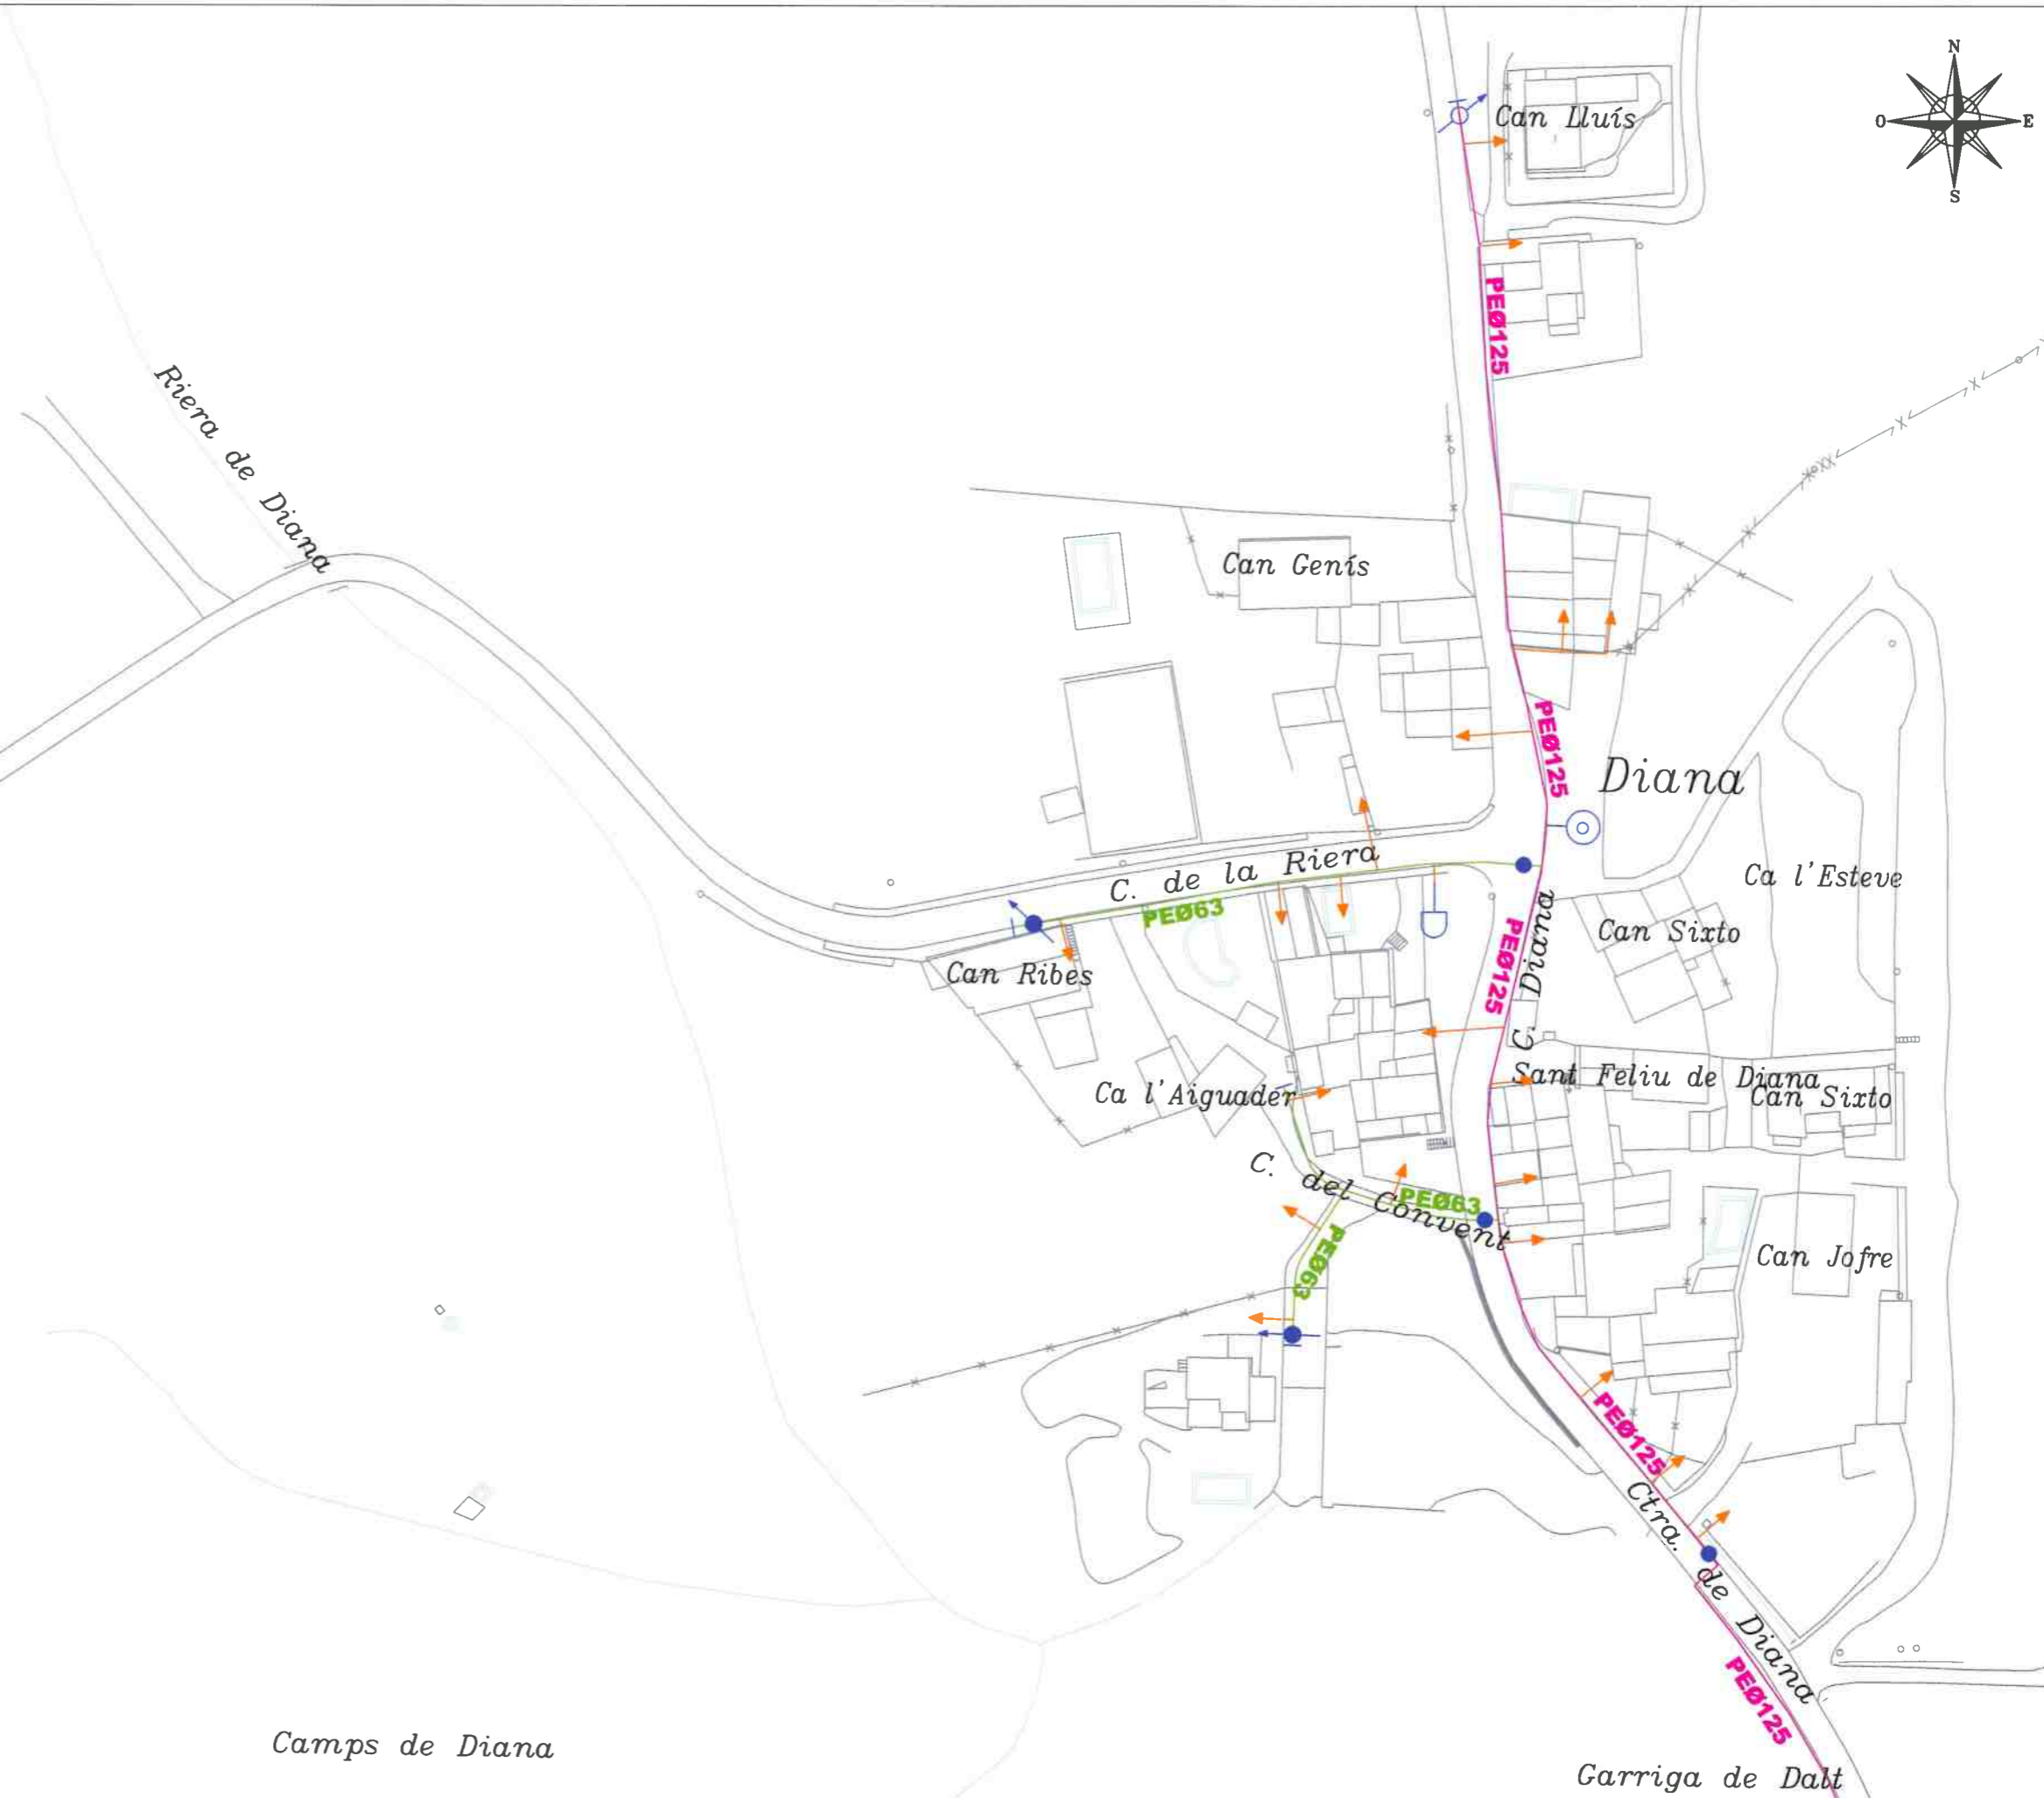 N
O
E
S
Can Lluís
PEØ125
Riera de Diana
Can Genís
PEØ125
Diana
C. de la Riera
PEØ63
Ca l'Esteve
Can Sixto
C. Diana
PEØ125
Can Ribes
Sant Feliu de Diana
Can Sixto
Ca l'Aiguader
C. del Convent
PEØ63
PEØ63
Can Jofre
PEØ125
Ctra. de Diana
PEØ125
Camps de Diana
Garriga de Dalt